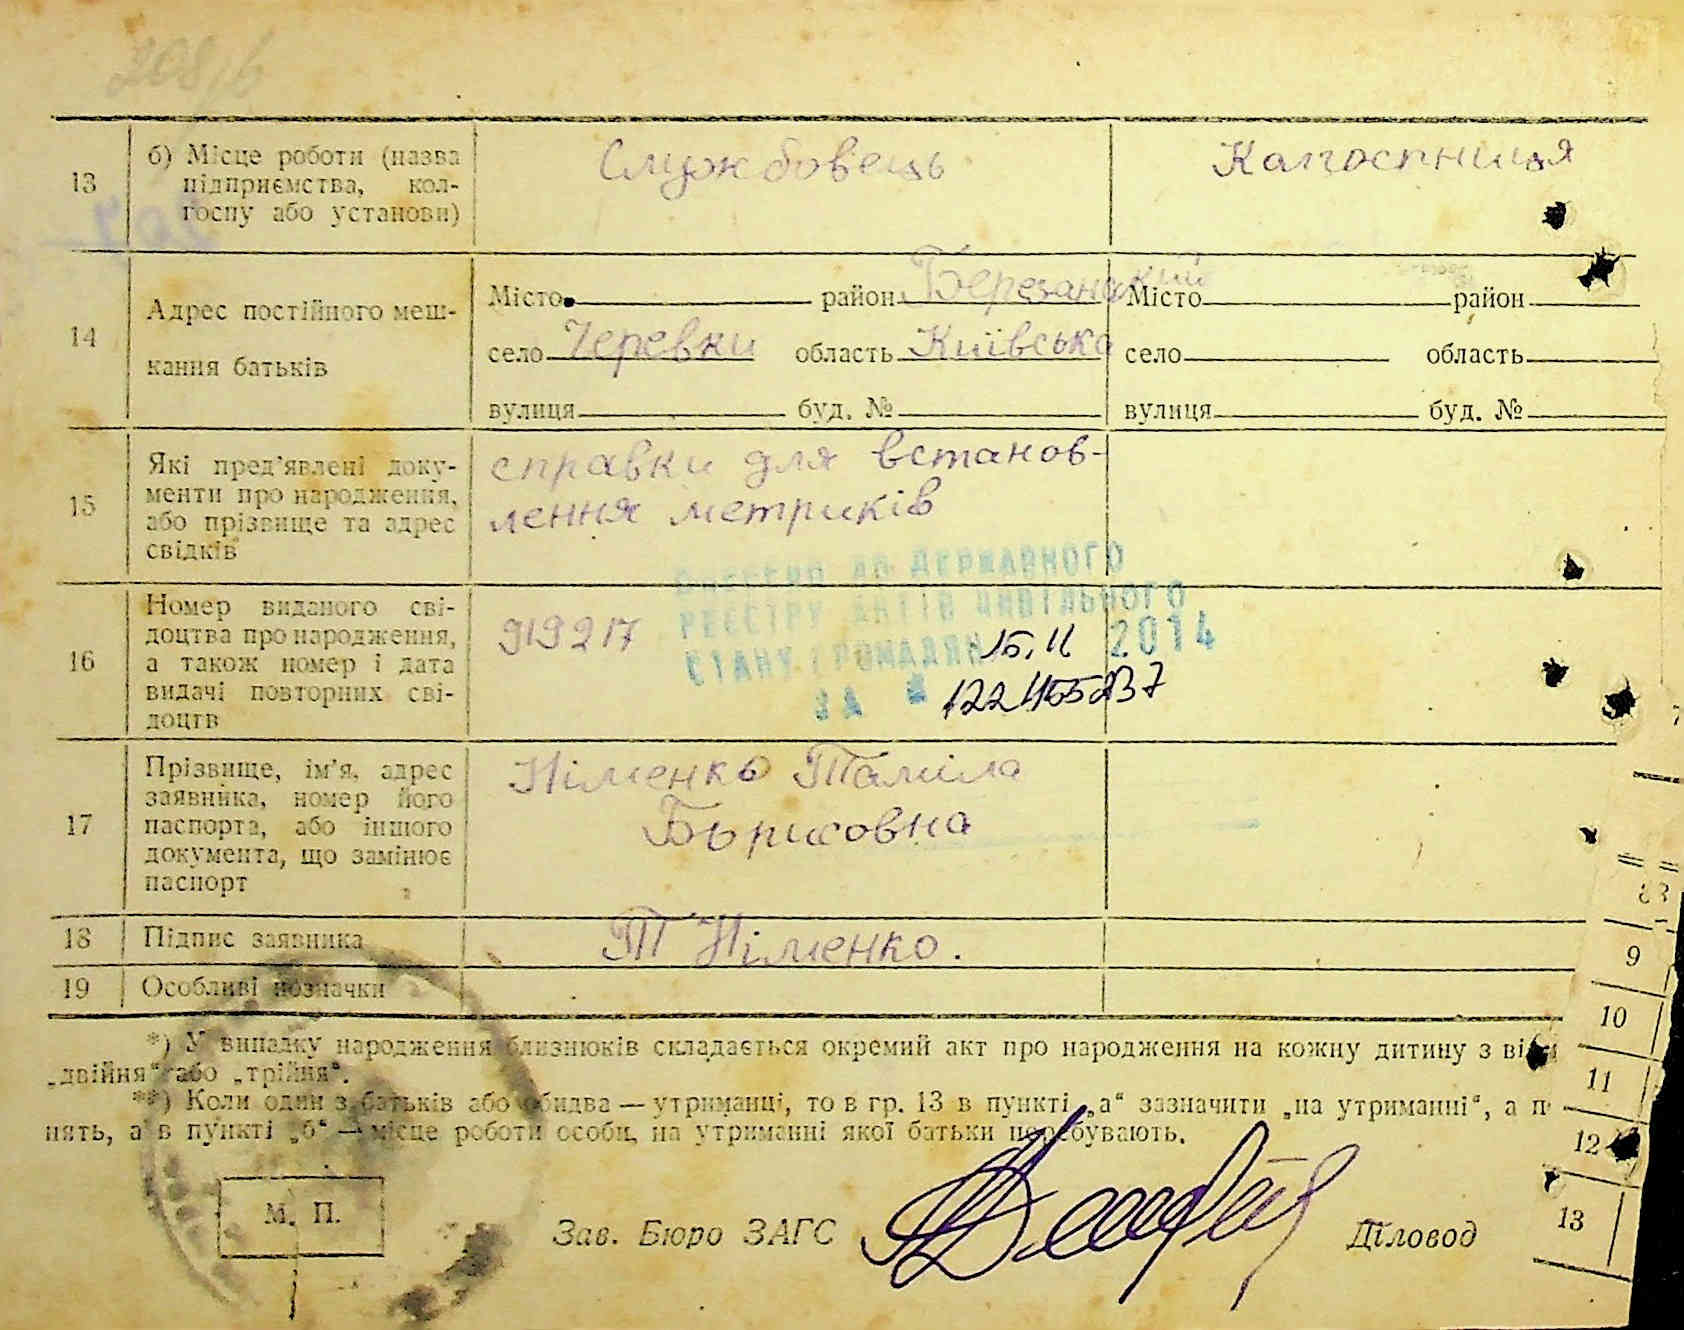 208/6
13
б) Місце роботи (назва
підприємства, кол-
госпу або установи)
Службовець
Колгоспниця
14
Адрес постійного меш-
кання батьків
Місто район Березанський
село Черевки область Київська
вулиця буд. №
Місто район
село область
вулиця буд. №
15
Які пред'явлені доку-
менти про народження,
або прізвище та адрес
свідків
справки для встанов-
лення метриків
16
Номер виданого сві-
доцтва про народження,
а також номер і дата
видачі повторних сві-
доцтв
919217
ВНЕСЕНО ДО ДЕРЖАВНОГО
РЕЄСТРУ АКТІВ ЦИВІЛЬНОГО
СТАНУ ГРОМАДЯН 15.11 2014
ЗА №
17
Прізвище, ім'я, адрес
заявника, номер його
паспорта, або іншого
документа, що замінює
паспорт
Німенко Таміла
Борисовна
18
Підпис заявника
Т Німенко.
19
Особливі позначки
*) У випадку народження близнюків складається окремий акт про народження на кожну дитину з
„двійня“ або „трійня“.
**) Коли один з батьків або обидва — утриманці, то в гр. 13 в пункті „а“ зазначити „на утриманні“, а
нять, а в пункті „б“ — місце роботи особи, на утриманні якої батьки перебувають.
М. П.
Зав. Бюро ЗАГС
Діловод
9
10
11
12
13